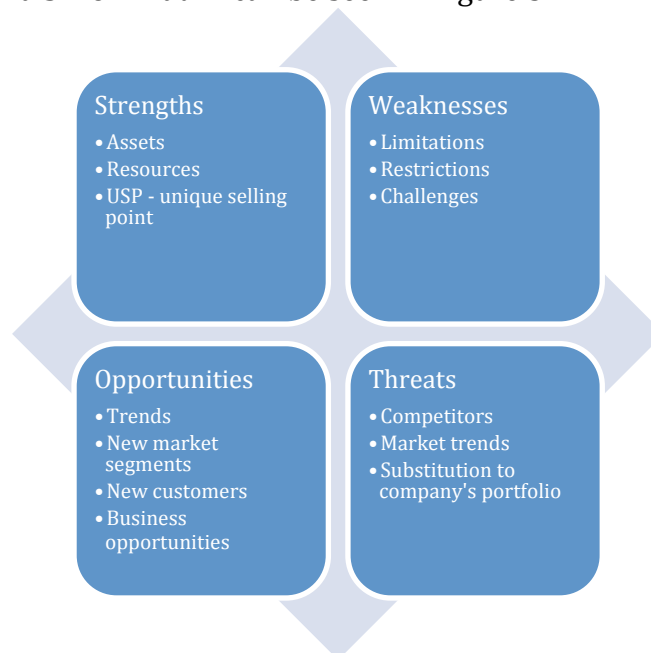 Strengths
• Assets
• Resources
• USP - unique selling
point
Weaknesses
• Limitations
• Restrictions
• Challenges
Opportunities
• Trends
• New market
segments
• New customers
• Business
opportunities
Threats
• Competitors
• Market trends
• Substitution to
company's portfolio